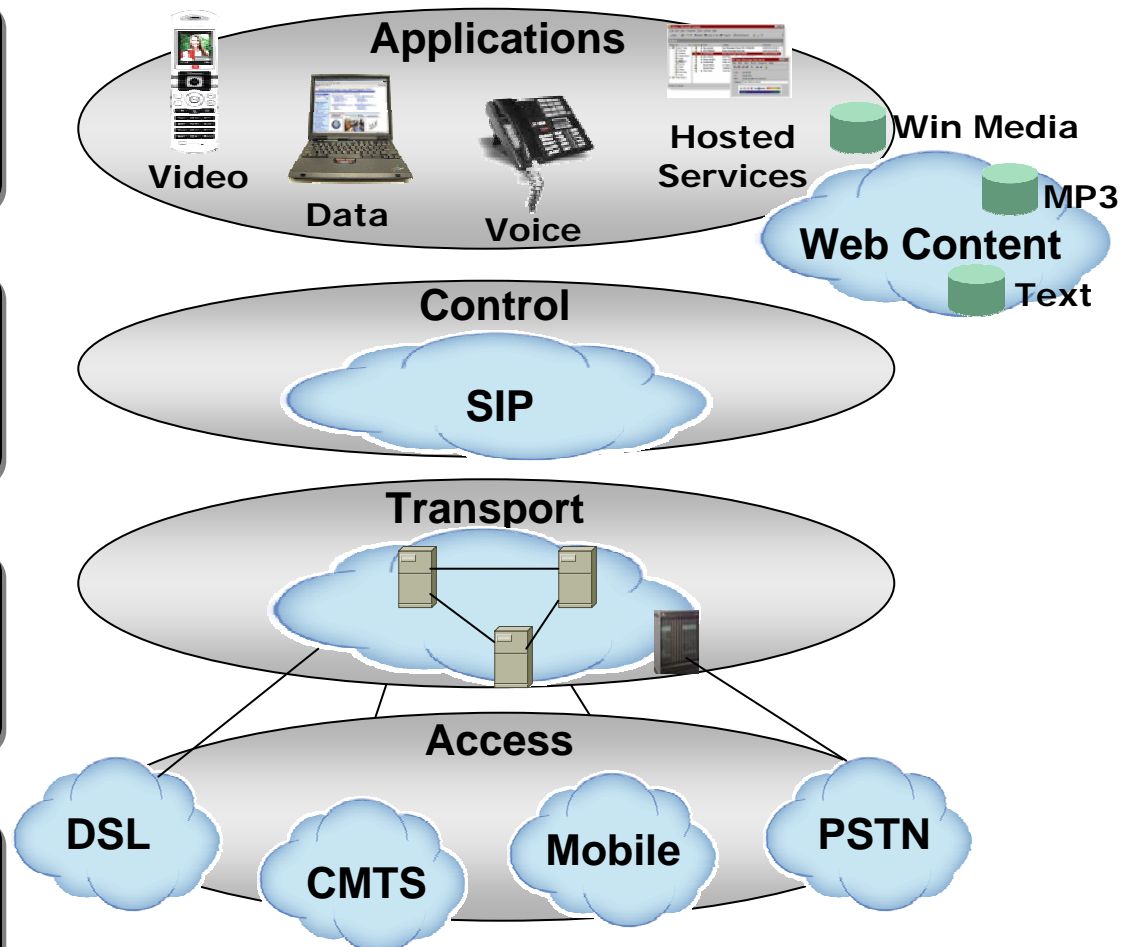 Applications
Video
Data
Voice
Hosted
Services
Win Media
MP3
Web Content
Text
Control
SIP
Transport
Access
DSL
CMTS
Mobile
PSTN